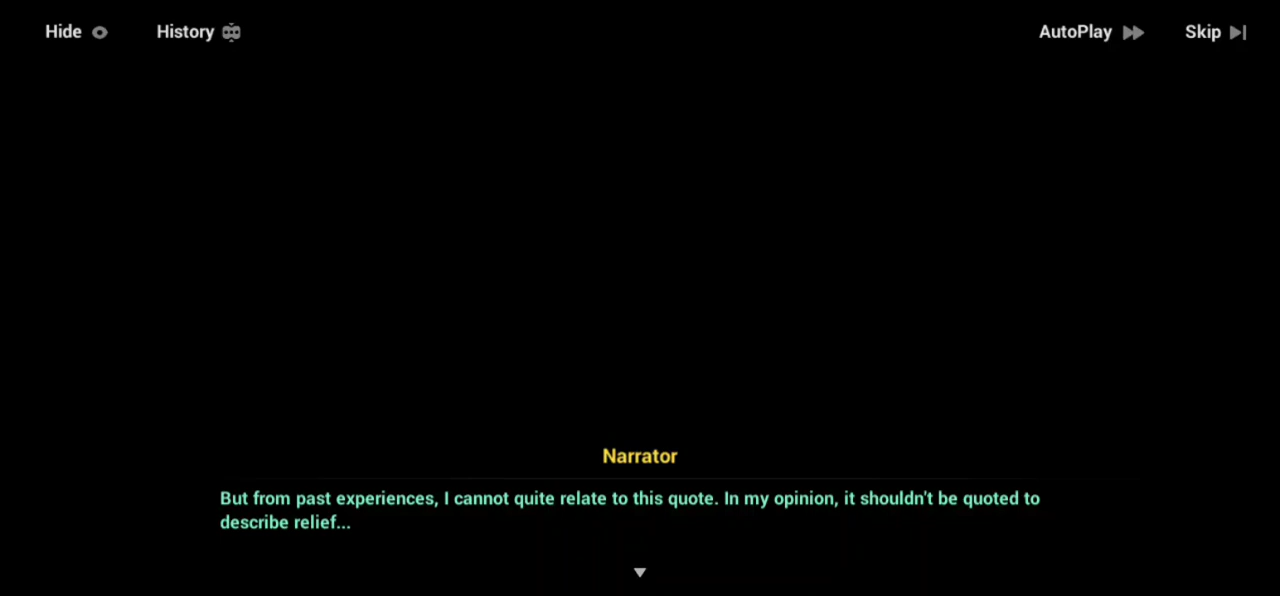 Hide
History
AutoPlay
Skip
Narrator
But from past experiences, I cannot quite relate to this quote. In my opinion, it shouldn't be quoted to
describe relief...